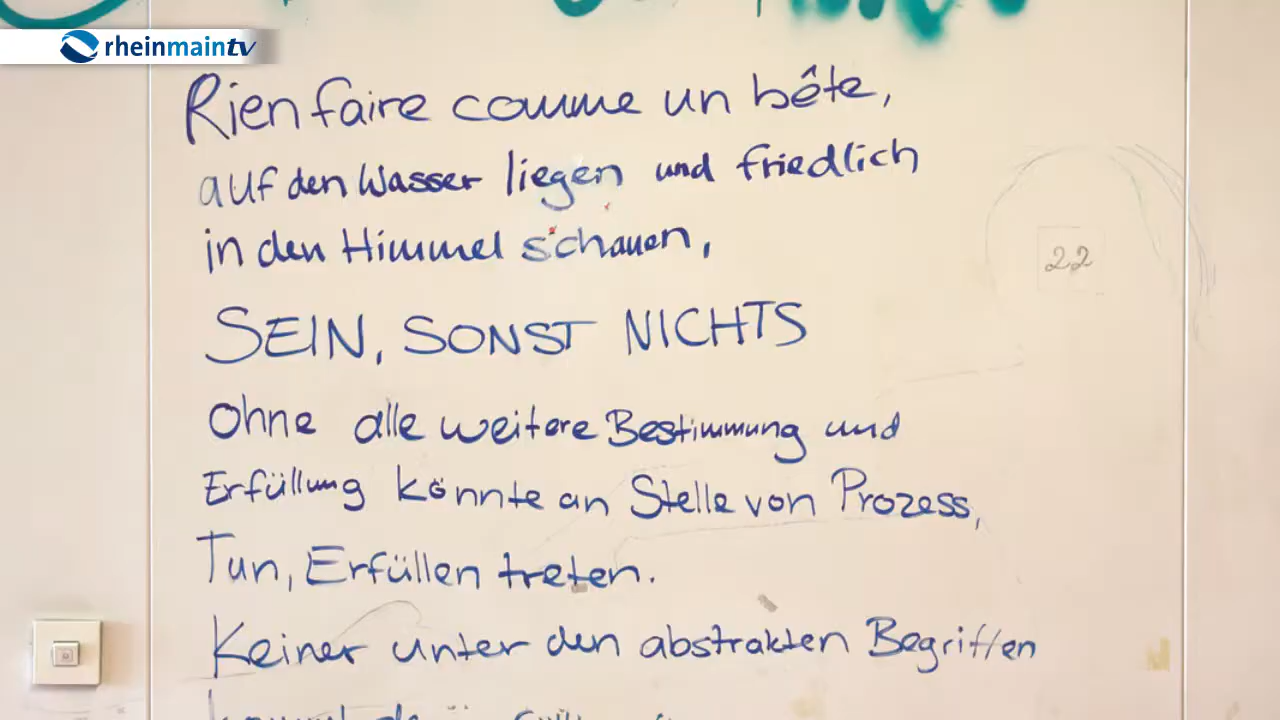 rheinmaintv
Rien faire comme un bête,
auf den Wasser liegen und friedlich
in den Himmel schauen,
SEIN, SONST NICHTS
Ohne alle weitere Bestimmung und
Erfüllung könnte an Stelle von Prozess,
Tun, Erfüllen treten.
Keiner unter den abstrakten Begriffen
22